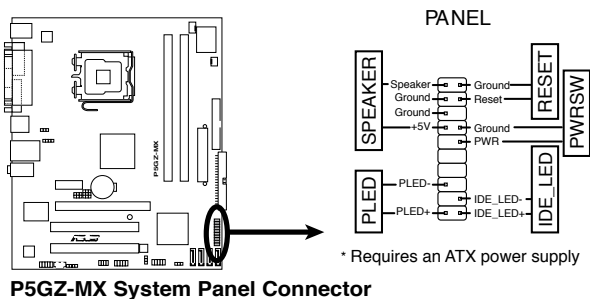 PANEL
SPEAKER
Speaker
Ground
Ground
+5V
Ground
Reset
Ground
PWR
RESET
PWRSW
PLED
PLED-
PLED+
IDE_LED-
IDE_LED+
IDE_LED
P5GZ-MX
ASUS
* Requires an ATX power supply
P5GZ-MX System Panel Connector